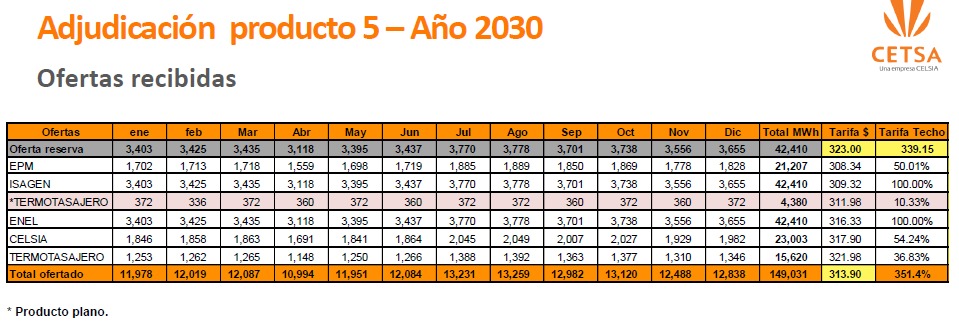 Adjudicación producto 5 – Año 2030
CETSA
Una empresa CELSIA
Ofertas recibidas
Ofertas ene feb Mar Abr May Jun Jul Ago Sep Oct Nov Dic Total MWh Tarifa $ Tarifa Techo
Oferta reserva 3,403 3,425 3,435 3,118 3,395 3,437 3,770 3,778 3,701 3,738 3,556 3,655 42,410 323.00 339.15
EPM 1,702 1,713 1,718 1,559 1,698 1,719 1,885 1,889 1,850 1,869 1,778 1,828 21,207 308.34 50.01%
ISAGEN 3,403 3,425 3,435 3,118 3,395 3,437 3,770 3,778 3,701 3,738 3,556 3,655 42,410 309.32 100.00%
*TERMOTASAJERO 372 336 372 360 372 360 372 372 360 372 360 372 4,380 311.98 10.33%
ENEL 3,403 3,425 3,435 3,118 3,395 3,437 3,770 3,778 3,701 3,738 3,556 3,655 42,410 316.33 100.00%
CELSIA 1,846 1,858 1,863 1,691 1,841 1,864 2,045 2,049 2,007 2,027 1,929 1,982 23,003 317.90 54.24%
TERMOTASAJERO 1,253 1,262 1,265 1,148 1,250 1,266 1,388 1,392 1,363 1,377 1,310 1,346 15,620 321.98 36.83%
Total ofertado 11,978 12,019 12,087 10,994 11,951 12,084 13,231 13,259 12,982 13,120 12,488 12,838 149,031 313.90 351.4%
* Producto plano.